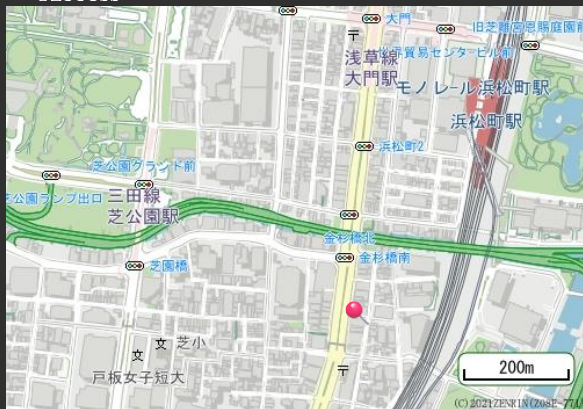 大門
旧芝離宮恩賜庭園前
浅草線
大門駅
世界貿易センタービル前
モノレール浜松町駅
浜松町駅
浜松町2
芝公園グランド前
芝公園ランプ出口
三田線
芝公園駅
金杉橋北
金杉橋南
芝園橋
文 文 芝小
戸板女子短大
200m